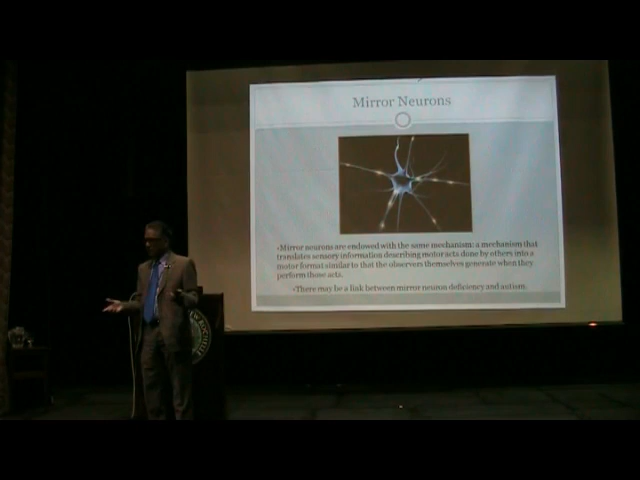 Mirror Neurons
•Mirror neurons are endowed with the same mechanism: a mechanism that
translates sensory information describing motor acts done by others into a
motor format similar to that the observers themselves generate when they
perform those acts.
•There may be a link between mirror neuron deficiency and autism.